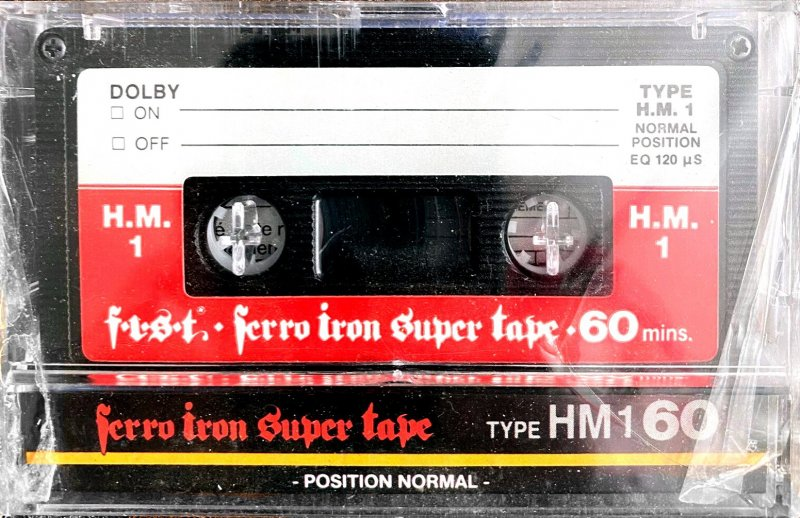 DOLBY
ON
OFF
TYPE
H.M. 1
NORMAL
POSITION
EQ 120 µS
H.M.
1
H.M.
1
f·r·s·t. · ferro iron super tape · 60 mins.
ferro iron super tape TYPE HM1 60
- POSITION NORMAL -